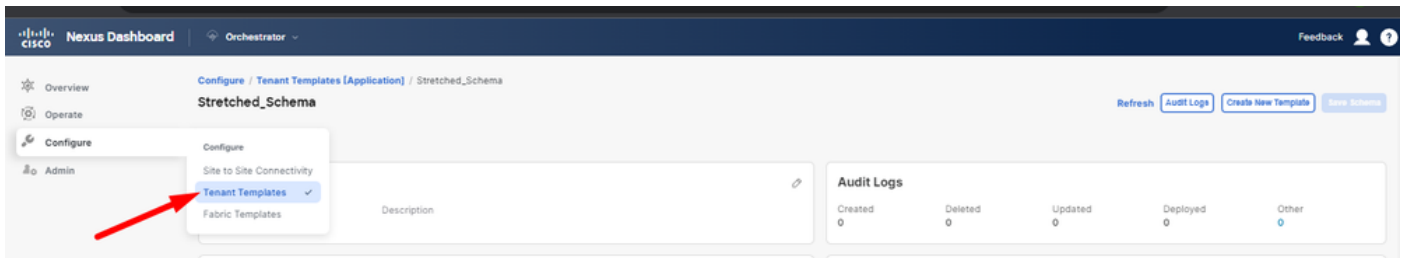 CISCO Nexus Dashboard Orchestrator Feedback ?
Overview
Operate
Configure
Admin
Configure / Tenant Templates [Application] / Stretched_Schema
Stretched_Schema
Refresh Audit Logs Create New Template Save Schema
Configure
Site to Site Connectivity
Tenant Templates
Fabric Templates
Description
Audit Logs
Created Deleted Updated Deployed Other
0 0 0 0 0